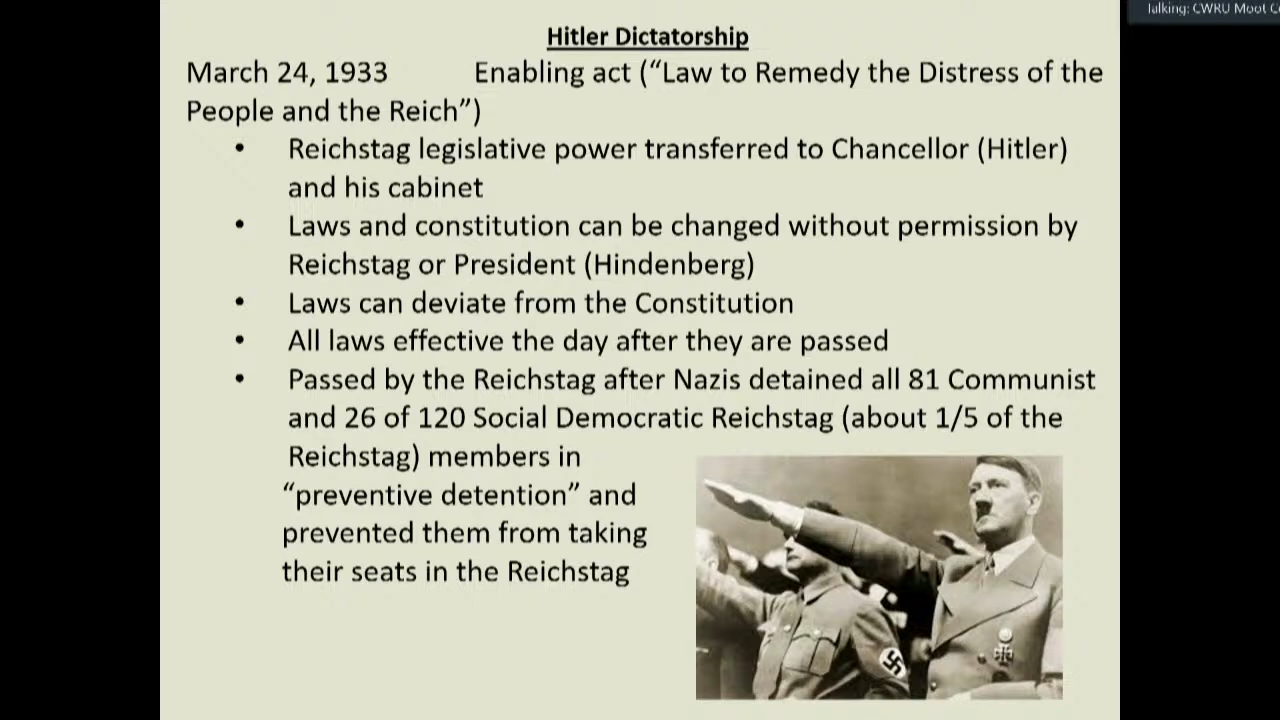 Talking: CWRU Moot
Hitler Dictatorship
March 24, 1933 Enabling act (“Law to Remedy the Distress of the
People and the Reich”)
• Reichstag legislative power transferred to Chancellor (Hitler)
and his cabinet
• Laws and constitution can be changed without permission by
Reichstag or President (Hindenberg)
• Laws can deviate from the Constitution
• All laws effective the day after they are passed
• Passed by the Reichstag after Nazis detained all 81 Communist
and 26 of 120 Social Democratic Reichstag (about 1/5 of the
Reichstag) members in
“preventive detention” and
prevented them from taking
their seats in the Reichstag